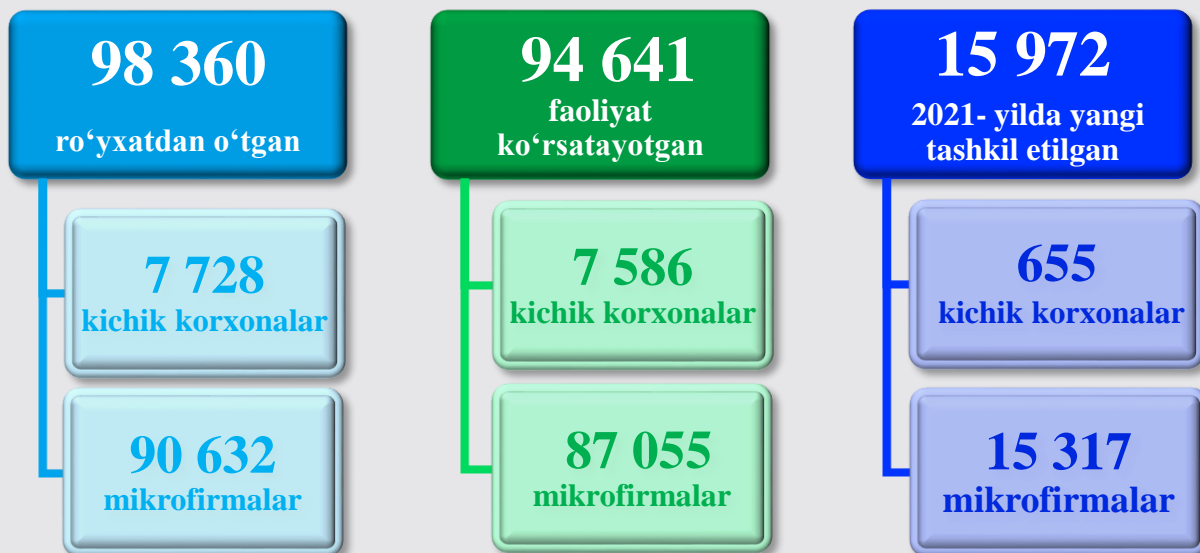 98 360
ro‘yxatdan o‘tgan
7 728
kichik korxonalar
90 632
mikrofirmalar
94 641
faoliyat
ko‘rsatayotgan
7 586
kichik korxonalar
87 055
mikrofirmalar
15 972
2021- yilda yangi
tashkil etilgan
655
kichik korxonalar
15 317
mikrofirmalar